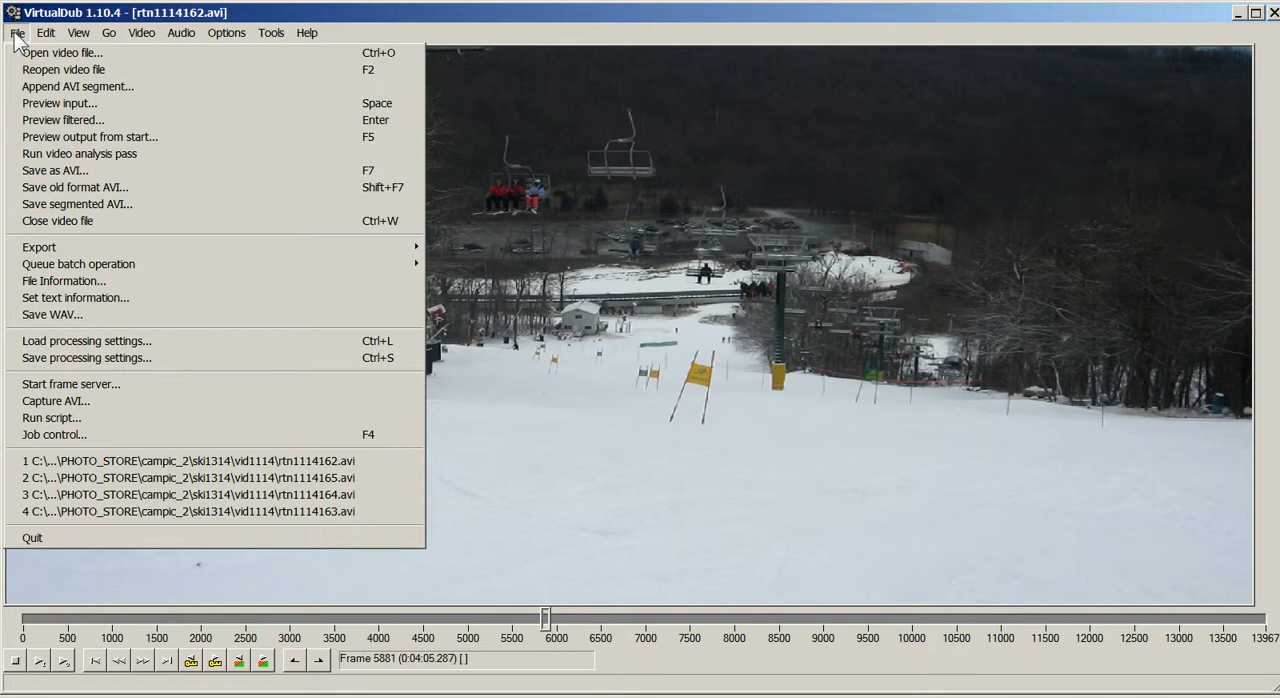 VirtualDub 1.10.4 - [rtn1114162.avi]
File Edit View Go Video Audio Options Tools Help
Open video file... Ctrl+O
Reopen video file F2
Append AVI segment...
Preview input... Space
Preview filtered... Enter
Preview output from start... F5
Run video analysis pass
Save as AVI... F7
Save old format AVI... Shift+F7
Save segmented AVI...
Close video file Ctrl+W
Export
Queue batch operation
File Information...
Set text information...
Save WAV...
Load processing settings... Ctrl+L
Save processing settings... Ctrl+S
Start frame server...
Capture AVI...
Run script...
Job control... F4
1 C:\...\PHOTO_STORE\campic_2\ski1314\vid1114\rtn1114162.avi
2 C:\...\PHOTO_STORE\campic_2\ski1314\vid1114\rtn1114165.avi
3 C:\...\PHOTO_STORE\campic_2\ski1314\vid1114\rtn1114164.avi
4 C:\...\PHOTO_STORE\campic_2\ski1314\vid1114\rtn1114163.avi
Quit
0 500 1000 1500 2000 2500 3000 3500 4000 4500 5000 5500 6000 6500 7000 7500 8000 8500 9000 9500 10000 10500 11000 11500 12000 12500 13000 13500 13967
Frame 5881 (0:04:05.287) [ ]